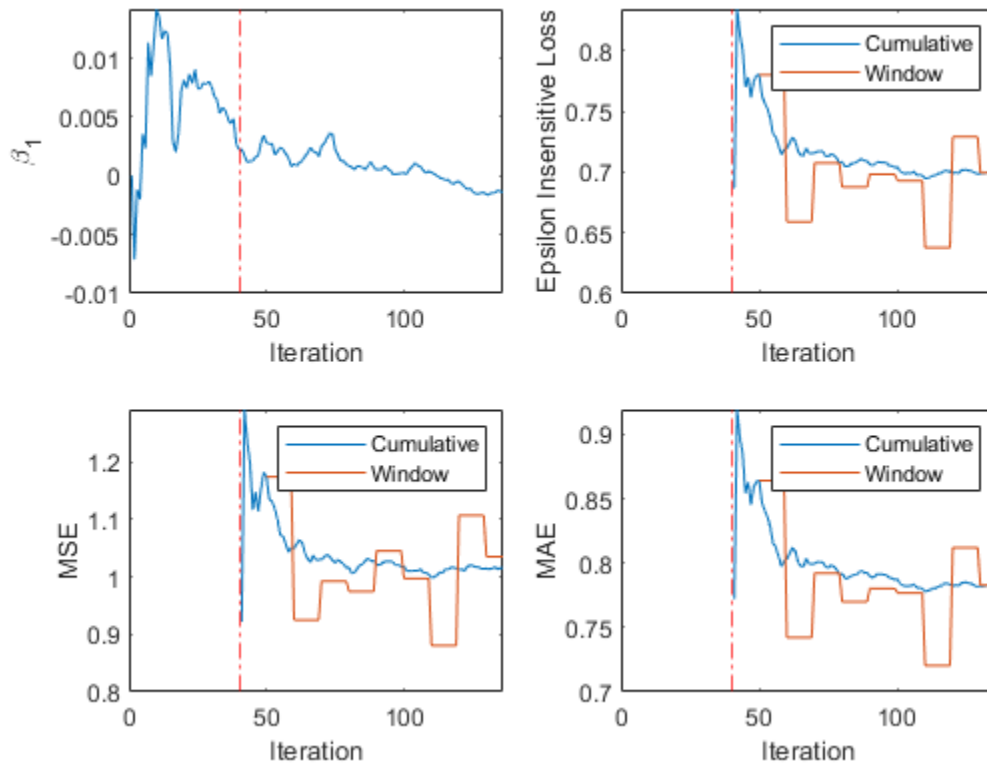 β1
0.01
0.005
0
-0.005
-0.01
0
50
100
Iteration
Epsilon Insensitive Loss
0.8
0.75
0.7
0.65
0.6
0
50
100
Iteration
Cumulative
Window
MSE
1.2
1.1
1
0.9
0.8
0
50
100
Iteration
Cumulative
Window
MAE
0.9
0.85
0.8
0.75
0.7
0
50
100
Iteration
Cumulative
Window